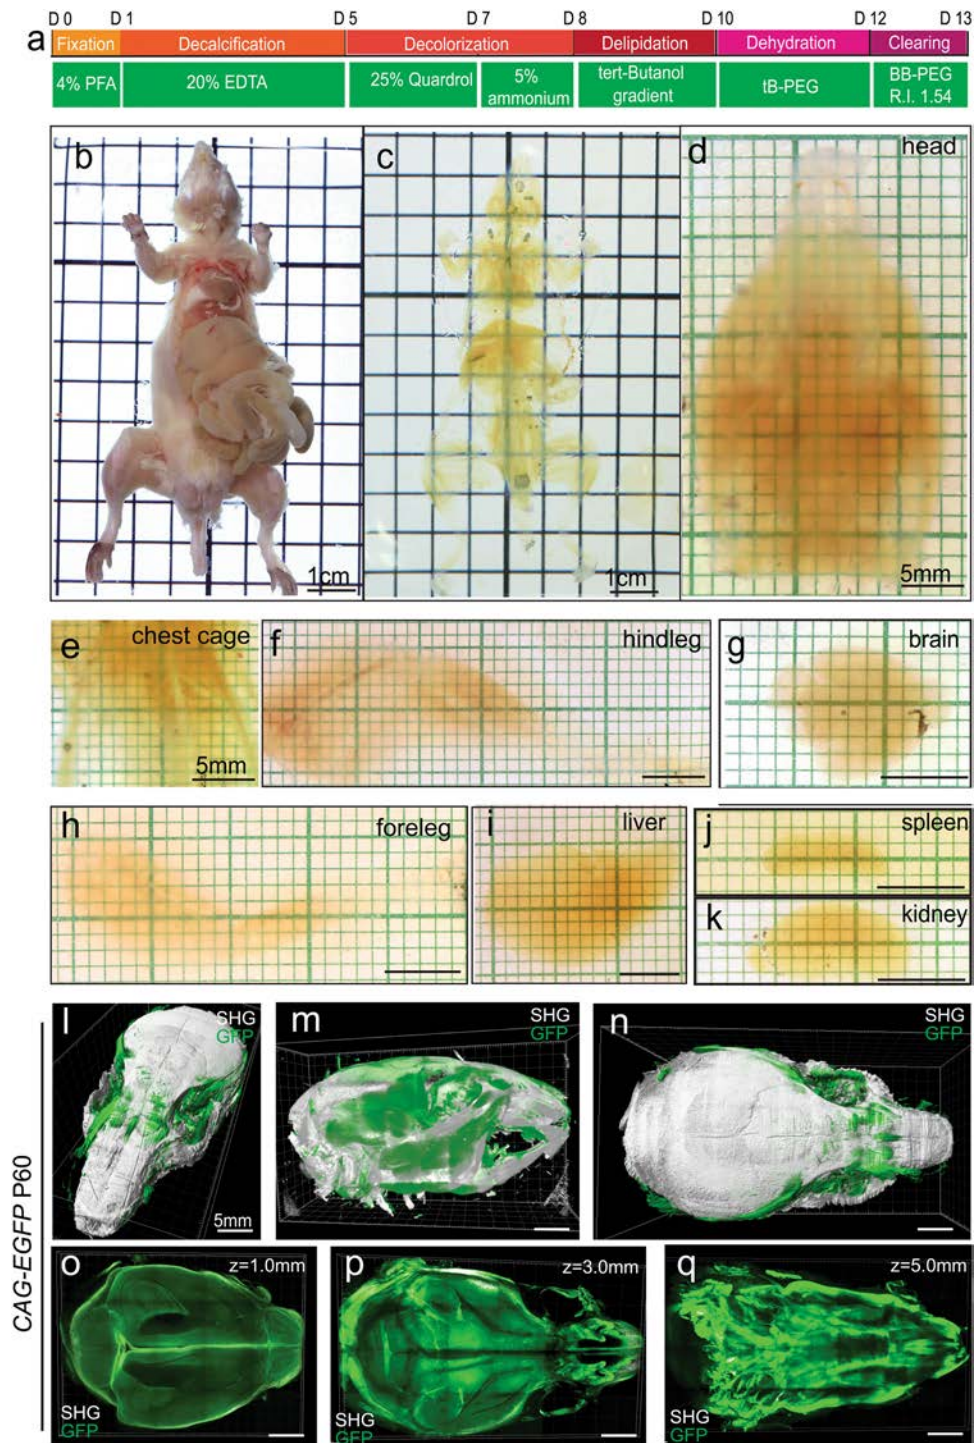 D 0 D 1 D 5 D 7 D 8 D 10 D 12 D 13
a Fixation Decalcification Decolorization Delipidation Dehydration Clearing
4% PFA 20% EDTA 25% Quardrol 5% ammonium tert-Butanol gradient tB-PEG BB-PEG R.I. 1.54
b c d head
1cm 1cm 5mm
e chest cage f hindleg g brain
5mm
h foreleg i liver j spleen
k kidney
l SHG m SHG n SHG
GFP GFP GFP
5mm
CAG-EGFP P60
o z=1.0mm p z=3.0mm q z=5.0mm
SHG SHG SHG
GFP GFP GFP